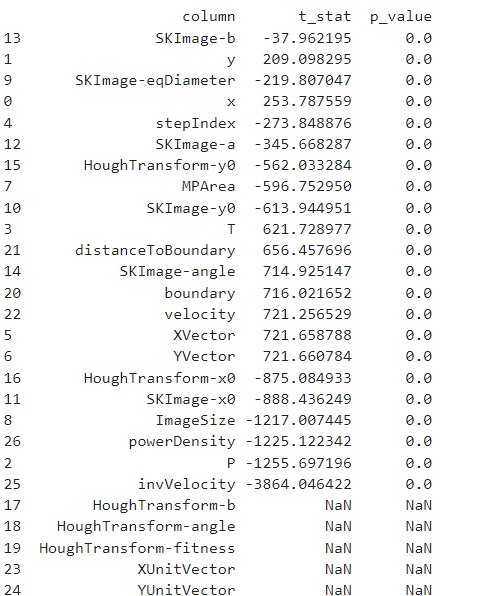 column t_stat p_value
13 SKImage-b -37.962195 0.0
1 y 209.098295 0.0
9 SKImage-eqDiameter -219.807047 0.0
0 x 253.787559 0.0
4 stepIndex -273.848876 0.0
12 SKImage-a -345.668287 0.0
15 HoughTransform-y0 -562.033284 0.0
7 MPArea -596.752950 0.0
10 SKImage-y0 -613.944951 0.0
3 T 621.728977 0.0
21 distanceToBoundary 656.457696 0.0
14 SKImage-angle 714.925147 0.0
20 boundary 716.021652 0.0
22 velocity 721.256529 0.0
5 XVector 721.658788 0.0
6 YVector 721.660784 0.0
16 HoughTransform-x0 -875.084933 0.0
11 SKImage-x0 -888.436249 0.0
8 ImageSize -1217.007445 0.0
26 powerDensity -1225.122342 0.0
2 P -1255.697196 0.0
25 invVelocity -3864.046422 0.0
17 HoughTransform-b NaN NaN
18 HoughTransform-angle NaN NaN
19 HoughTransform-fitness NaN NaN
23 XUnitVector NaN NaN
24 YUnitVector NaN NaN